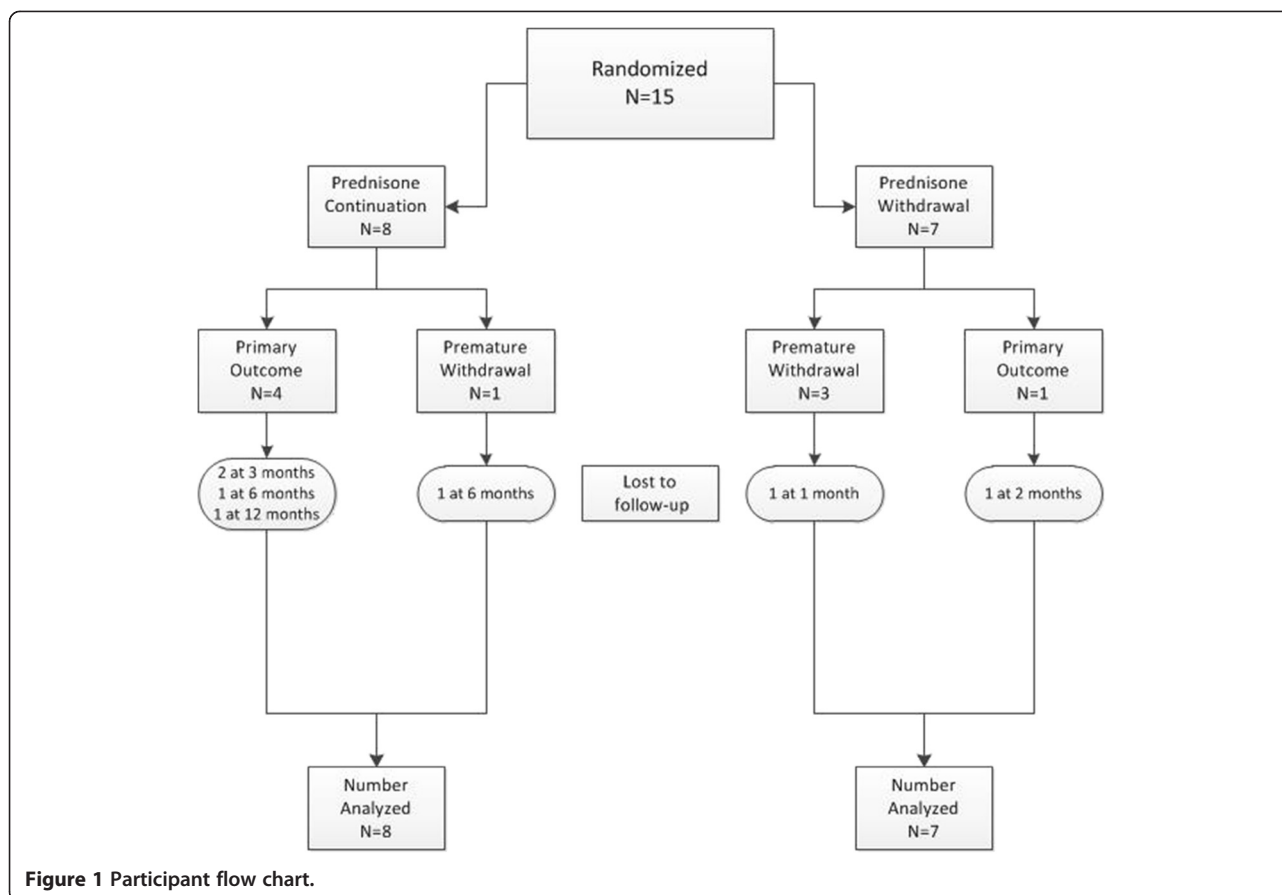 Randomized
N=15
Prednisone
Continuation
N=8
Prednisone
Withdrawal
N=7
Primary
Outcome
N=4
Premature
Withdrawal
N=1
Premature
Withdrawal
N=3
Primary
Outcome
N=1
2 at 3 months
1 at 6 months
1 at 12 months
1 at 6 months
Lost to
follow-up
1 at 1 month
1 at 2 months
Number
Analyzed
N=8
Number
Analyzed
N=7
Figure 1 Participant flow chart.